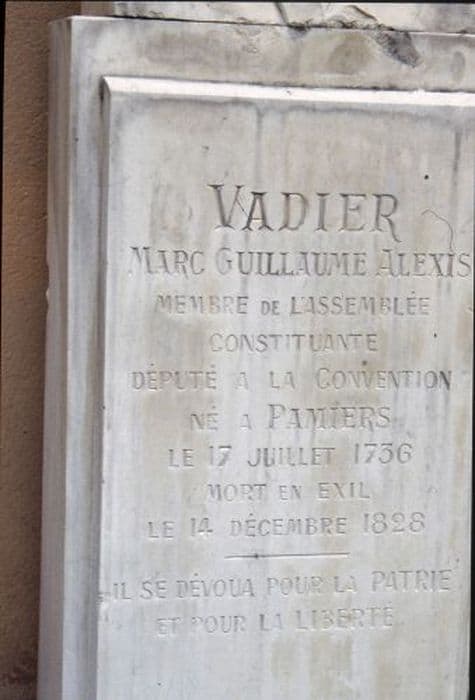 VADIER
MARC GUILLAUME ALEXIS
MEMBRE DE L'ASSEMBLÉE
CONSTITUANTE
DÉPUTÉ A LA CONVENTION
NÉ A PAMIERS
LE 17 JUILLET 1736
MORT EN EXIL
LE 14 DÉCEMBRE 1828
IL SE DÉVOUA POUR LA PATRIE
ET POUR LA LIBERTÉ